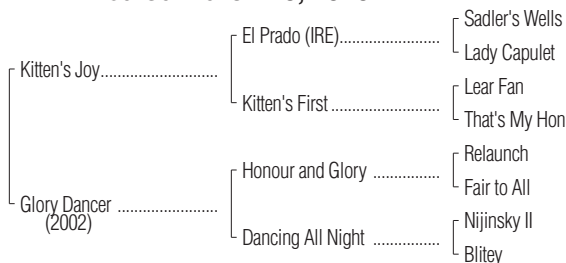 El Prado (IRE)
Sadler's Wells
Lady Capulet
Kitten's Joy
Kitten's First
Lear Fan
That's My Hon
Glory Dancer
(2002)
Honour and Glory
Relaunch
Fair to All
Dancing All Night
Nijinsky II
Blitey